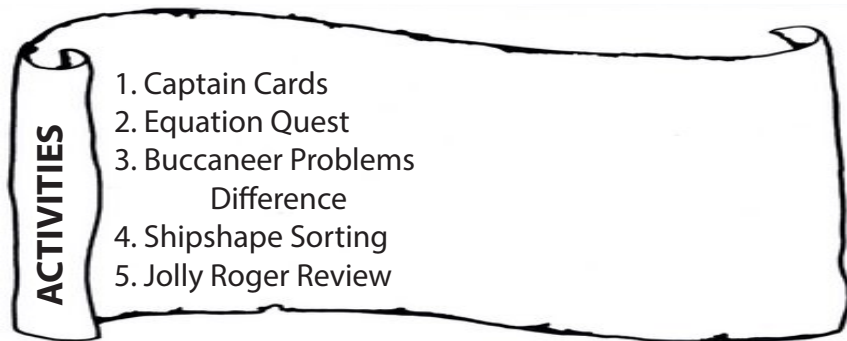 ACTIVITIES
1. Captain Cards
2. Equation Quest
3. Buccaneer Problems
Difference
4. Shipshape Sorting
5. Jolly Roger Review